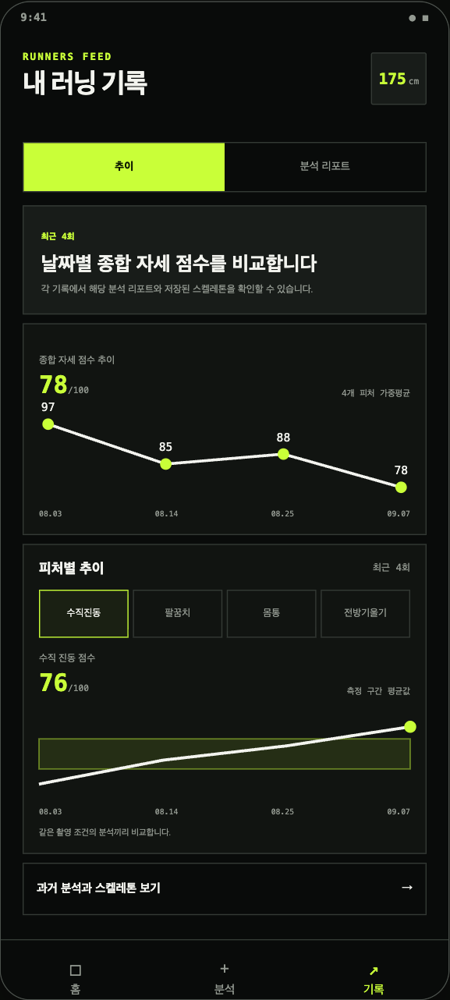 9:41
RUNNERS FEED
내 러닝 기록
175 cm
추이
분석 리포트
최근 4회
날짜별 종합 자세 점수를 비교합니다
각 기록에서 해당 분석 리포트와 저장된 스켈레톤을 확인할 수 있습니다.
종합 자세 점수 추이
78/100
4개 피처 가중평균
97
85
88
78
08.03
08.14
08.25
09.07
피처별 추이
최근 4회
수직진동
팔꿈치
몸통
전방기울기
수직 진동 점수
76/100
측정 구간 평균값
08.03
08.14
08.25
09.07
같은 촬영 조건의 분석끼리 비교합니다.
과거 분석과 스켈레톤 보기 →
홈
+
분석
↗
기록